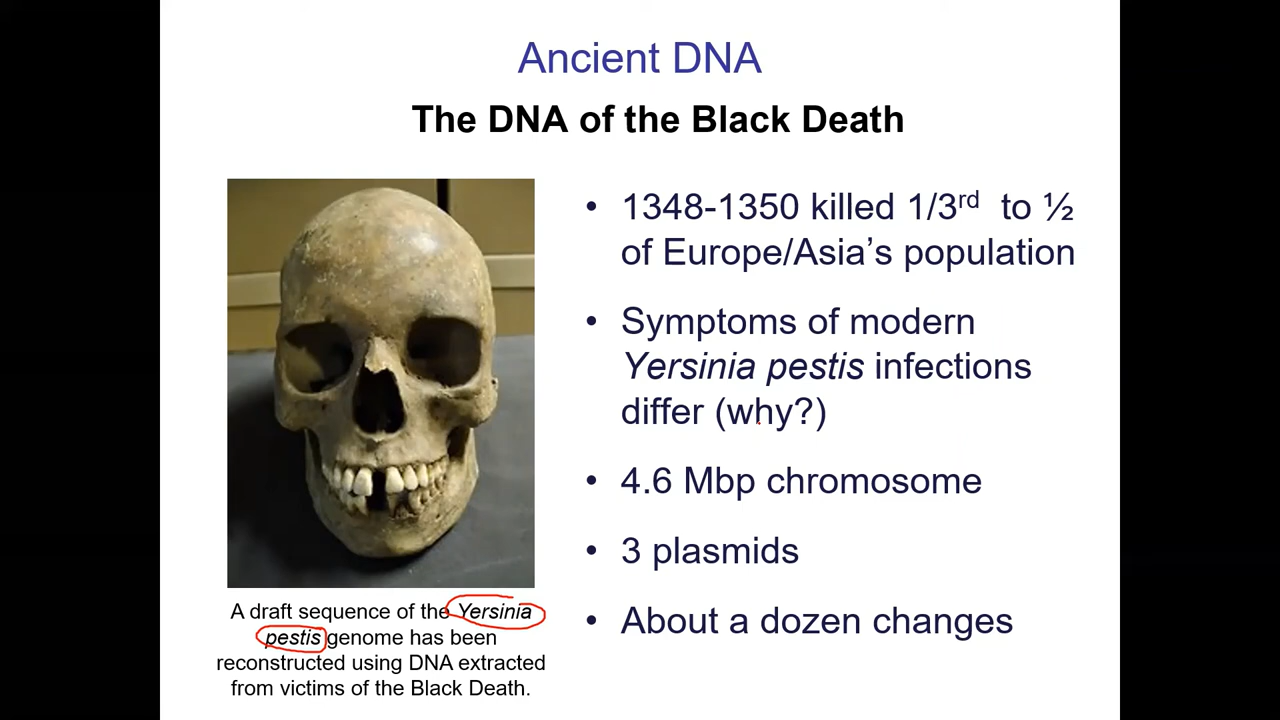 Ancient DNA
The DNA of the Black Death
• 1348-1350 killed 1/3rd to ½
of Europe/Asia’s population
• Symptoms of modern
Yersinia pestis infections
differ (why?)
• 4.6 Mbp chromosome
• 3 plasmids
• About a dozen changes
A draft sequence of the Yersinia
pestis genome has been
reconstructed using DNA extracted
from victims of the Black Death.